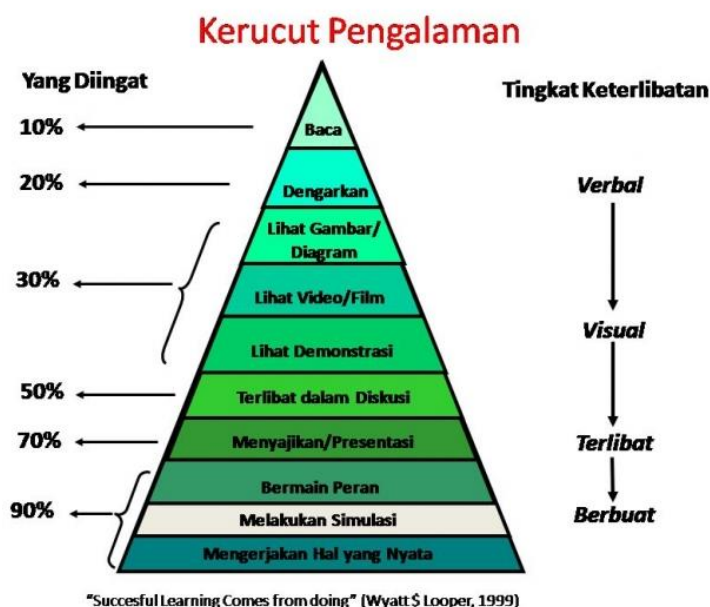 Kerucut Pengalaman
Yang Diingat
Tingkat Keterlibatan
10%
Baca
20%
Dengarkan
Verbal
Lihat Gambar/
Diagram
30%
Lihat Video/Film
Visual
Lihat Demonstrasi
50%
Terlibat dalam Diskusi
70%
Menyajikan/Presentasi
Terlibat
Bermain Peran
90%
Melakukan Simulasi
Berbuat
Mengerjakan Hal yang Nyata
"Succesful Learning Comes from doing" (Wyatt $ Looper, 1999)